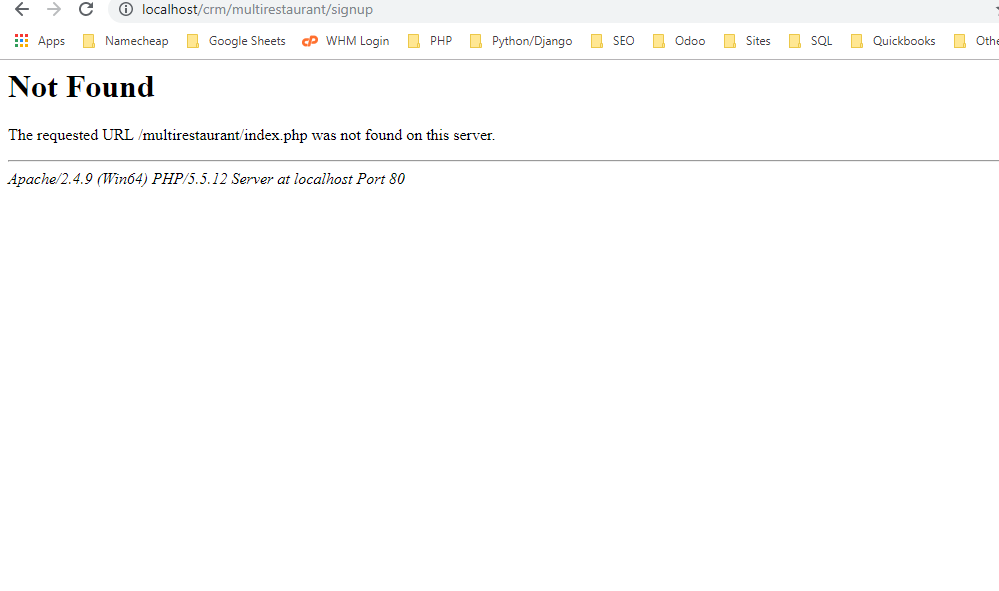 localhost/crm/multirestaurant/signup
Apps Namecheap Google Sheets WHM Login PHP Python/Django SEO Odoo Sites SQL Quickbooks Othe
Not Found
The requested URL /multirestaurant/index.php was not found on this server.
Apache/2.4.9 (Win64) PHP/5.5.12 Server at localhost Port 80